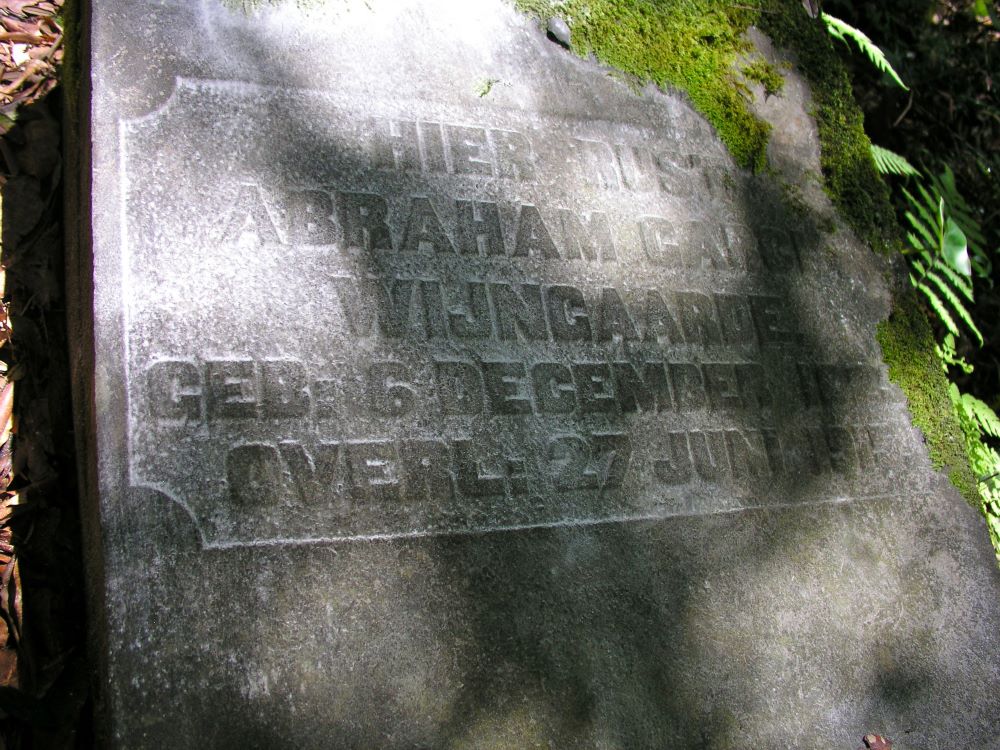 HIER RUST
ABRAHAM
WIJNGAARDE
GEB: 6 DECEMBER
OVERL: 27 JUNI